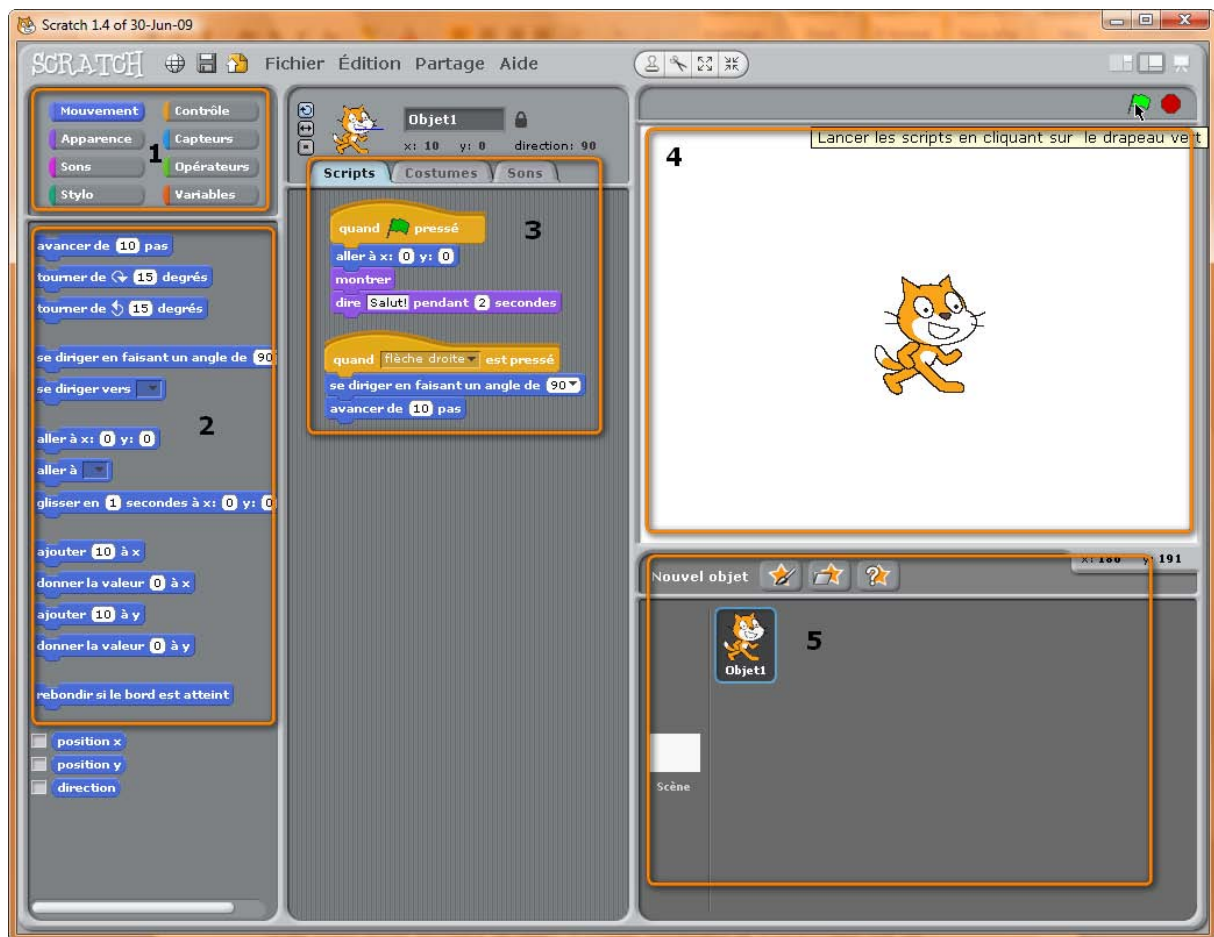 Scratch 1.4 of 30-Jun-09
SCRATCH Fichier Édition Partage Aide
Mouvement Contrôle
Apparence Capteurs
1
Sons Opérateurs
Stylo Variables
avancer de 10 pas
tourner de 15 degrés
tourner de 15 degrés
se diriger en faisant un angle de 90
se diriger vers
2
aller à x: 0 y: 0
aller à
glisser en 1 secondes à x: 0 y: 0
ajouter 10 à x
donner la valeur 0 à x
ajouter 10 à y
donner la valeur 0 à y
rebondir si le bord est atteint
position x
position y
direction
Objet1
x: 10 y: 0 direction: 90
Scripts Costumes Sons
3
quand pressé
aller à x: 0 y: 0
montrer
dire Salut! pendant 2 secondes
quand flèche droite est pressé
se diriger en faisant un angle de 90
avancer de 10 pas
Lancer les scripts en cliquant sur le drapeau vert
4
y: 191
Nouvel objet
5
Objet1
Scène